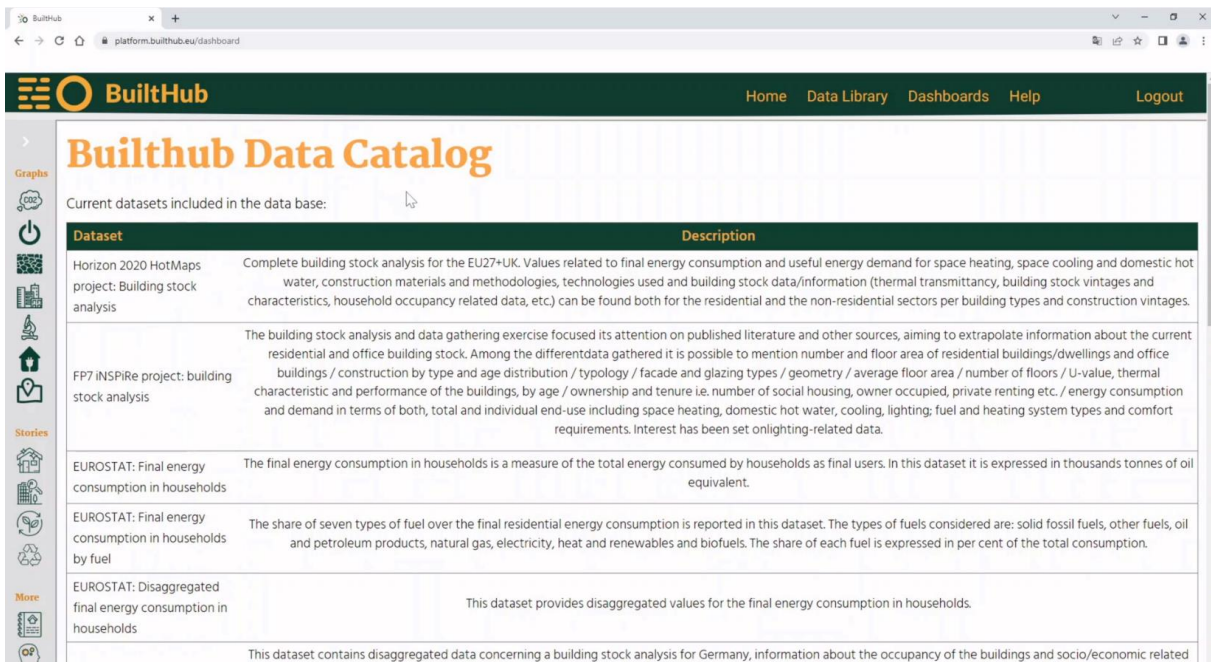 BuiltHub
platform.builthub.eu/dashboard
BuiltHub
Home Data Library Dashboards Help Logout
Graphs
CO2
Stories
More
Builthub Data Catalog
Current datasets included in the data base:
Dataset Description
Horizon 2020 HotMaps
project: Building stock
analysis
Complete building stock analysis for the EU27+UK. Values related to final energy consumption and useful energy demand for space heating, space cooling and domestic hot
water, construction materials and methodologies, technologies used and building stock data/information (thermal transmittancy, building stock vintages and
characteristics, household occupancy related data, etc.) can be found both for the residential and the non-residential sectors per building types and construction vintages.
FP7 iNSPiRe project: building
stock analysis
The building stock analysis and data gathering exercise focused its attention on published literature and other sources, aiming to extrapolate information about the current
residential and office building stock. Among the differentdata gathered it is possible to mention number and floor area of residential buildings/dwellings and office
buildings / construction by type and age distribution / typology / facade and glazing types / geometry / average floor area / number of floors / U-value, thermal
characteristic and performance of the buildings, by age / ownership and tenure i.e. number of social housing, owner occupied, private renting etc. / energy consumption
and demand in terms of both, total and individual end-use including space heating, domestic hot water, cooling, lighting; fuel and heating system types and comfort
requirements. Interest has been set onlighting-related data.
EUROSTAT: Final energy
consumption in households
The final energy consumption in households is a measure of the total energy consumed by households as final users. In this dataset it is expressed in thousands tonnes of oil
equivalent.
EUROSTAT: Final energy
consumption in households
by fuel
The share of seven types of fuel over the final residential energy consumption is reported in this dataset. The types of fuels considered are: solid fossil fuels, other fuels, oil
and petroleum products, natural gas, electricity, heat and renewables and biofuels. The share of each fuel is expressed in per cent of the total consumption.
EUROSTAT: Disaggregated
final energy consumption in
households
This dataset provides disaggregated values for the final energy consumption in households.
This dataset contains disaggregated data concerning a building stock analysis for Germany, information about the occupancy of the buildings and socio/economic related